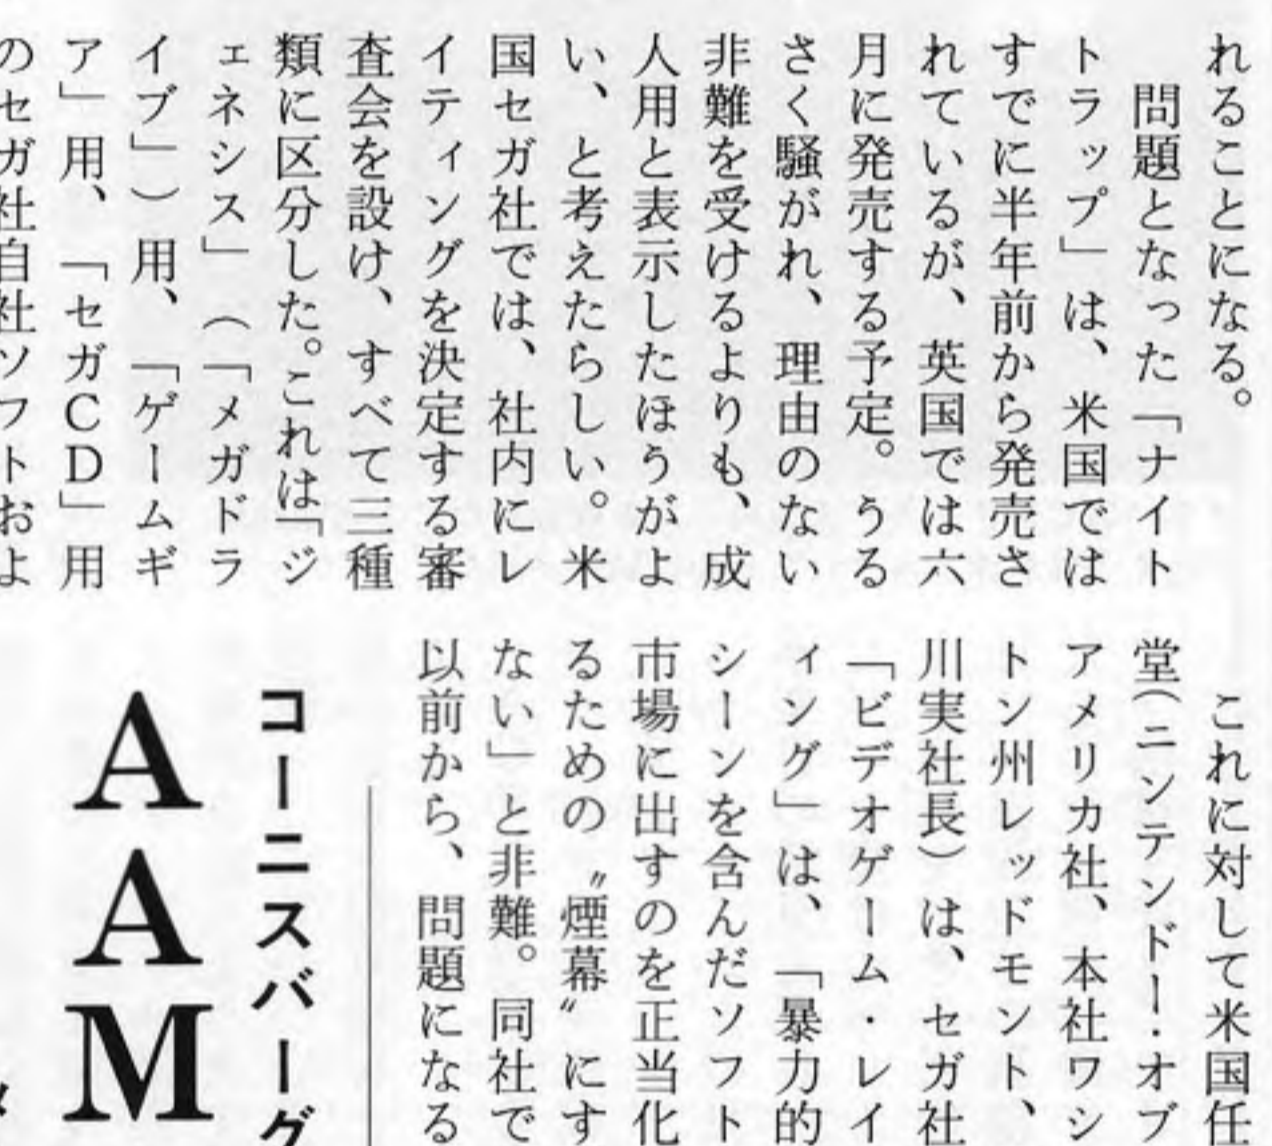 れることになる。
問題となった「ナイト
トラップ」は、米国では
すでに半年前から発売さ
れているが、英国では六
月に発売する予定。うる
さく騒がれ、理由のない
非難を受けるよりも、成
人用と表示したほうがよ
い、と考えたらしい。米
国セガ社では、社内にレ
イティングを決定する審
査会を設け、すべて三種
類に区分した。これは「ジ
ェネシス」（「メガドラ
イブ」）用、「ゲームギ
ア」用、「セガCD」用
のセガ社自社ソフトおよ
これに対して米国任
堂（ニンテンドー・オブ
アメリカ社、本社ワシ
トン州レッドモント、
川実社長）は、セガ社
「ビデオゲーム・レイ
ィング」は、「暴力的
シーンを含んだソフト
市場に出すのを正当化
るための〝煙幕〟にす
ない」と非難。同社で
以前から、問題になる
コーニスバーグ
AAM